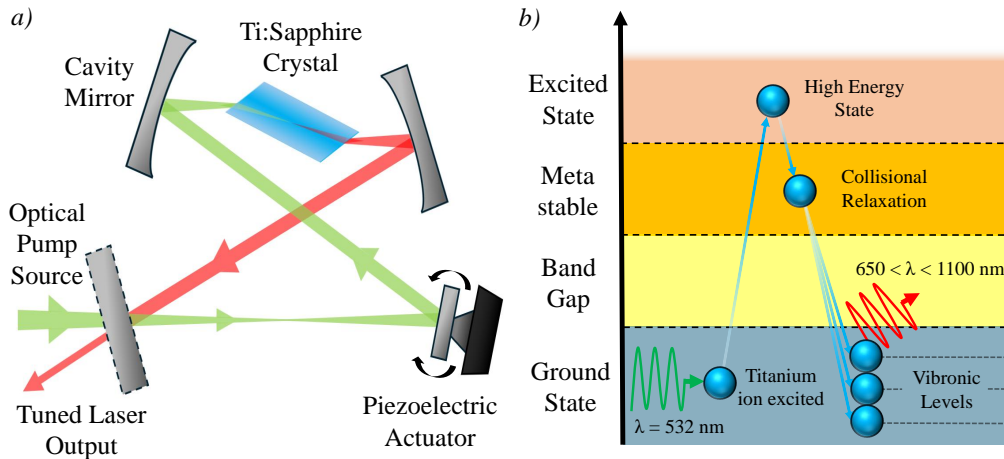 a)
Ti:Sapphire
Crystal
Cavity
Mirror
Optical
Pump
Source
Tuned Laser
Output
Piezoelectric
Actuator
b)
Excited
State
High Energy
State
Meta
stable
Collisional
Relaxation
Band
Gap
650 < λ < 1100 nm
Ground
State
Titanium
ion excited
Vibronic
Levels
λ = 532 nm